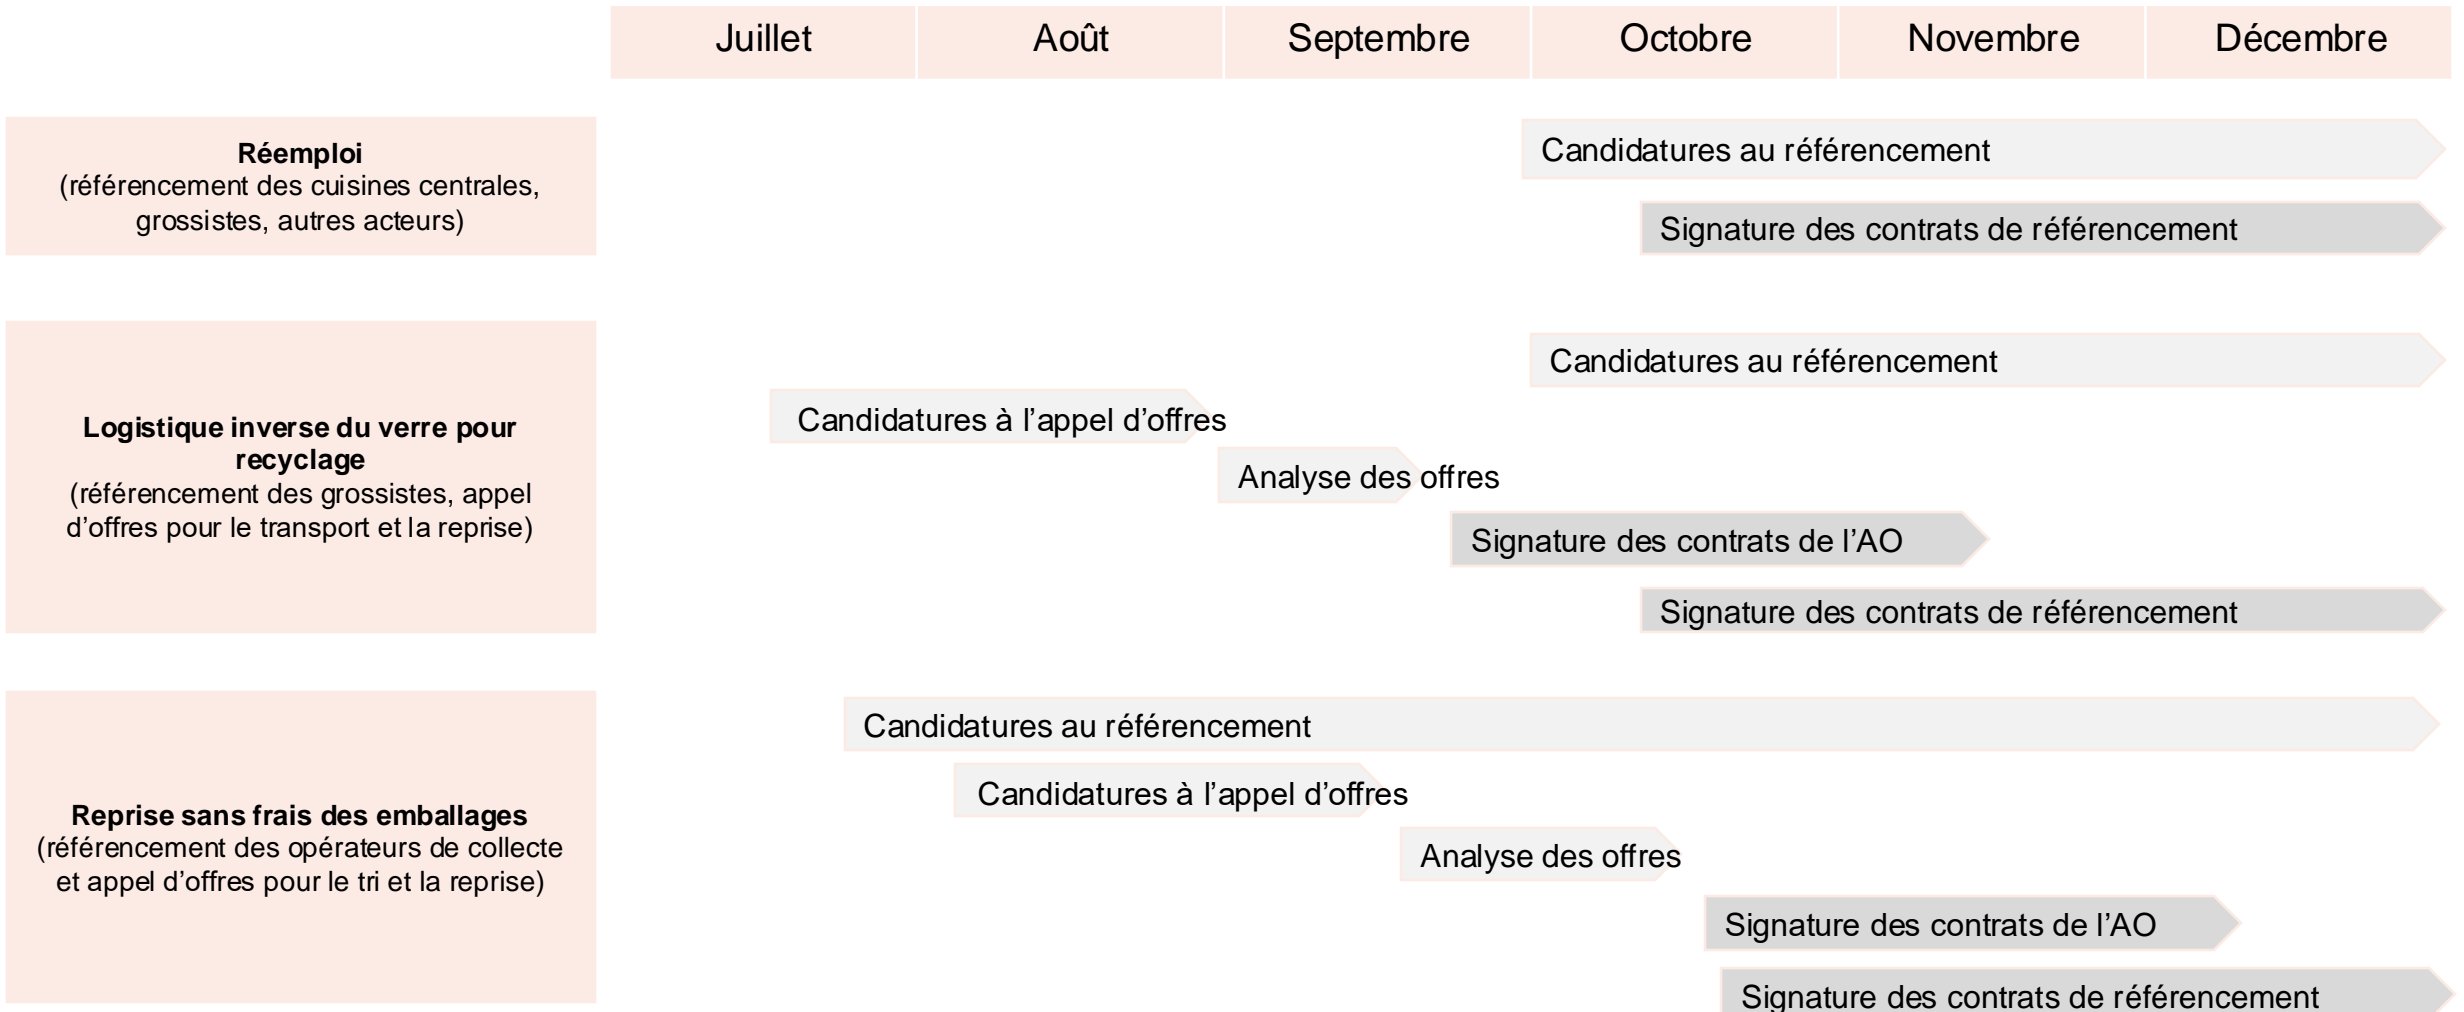 Juillet
Août
Septembre
Octobre
Novembre
Décembre
Réemploi
(référencement des cuisines centrales,
grossistes, autres acteurs)
Candidatures au référencement
Signature des contrats de référencement
Logistique inverse du verre pour
recyclage
(référencement des grossistes, appel
d’offres pour le transport et la reprise)
Candidatures au référencement
Candidatures à l’appel d’offres
Analyse des offres
Signature des contrats de l’AO
Signature des contrats de référencement
Reprise sans frais des emballages
(référencement des opérateurs de collecte
et appel d’offres pour le tri et la reprise)
Candidatures au référencement
Candidatures à l’appel d’offres
Analyse des offres
Signature des contrats de l’AO
Signature des contrats de référencement